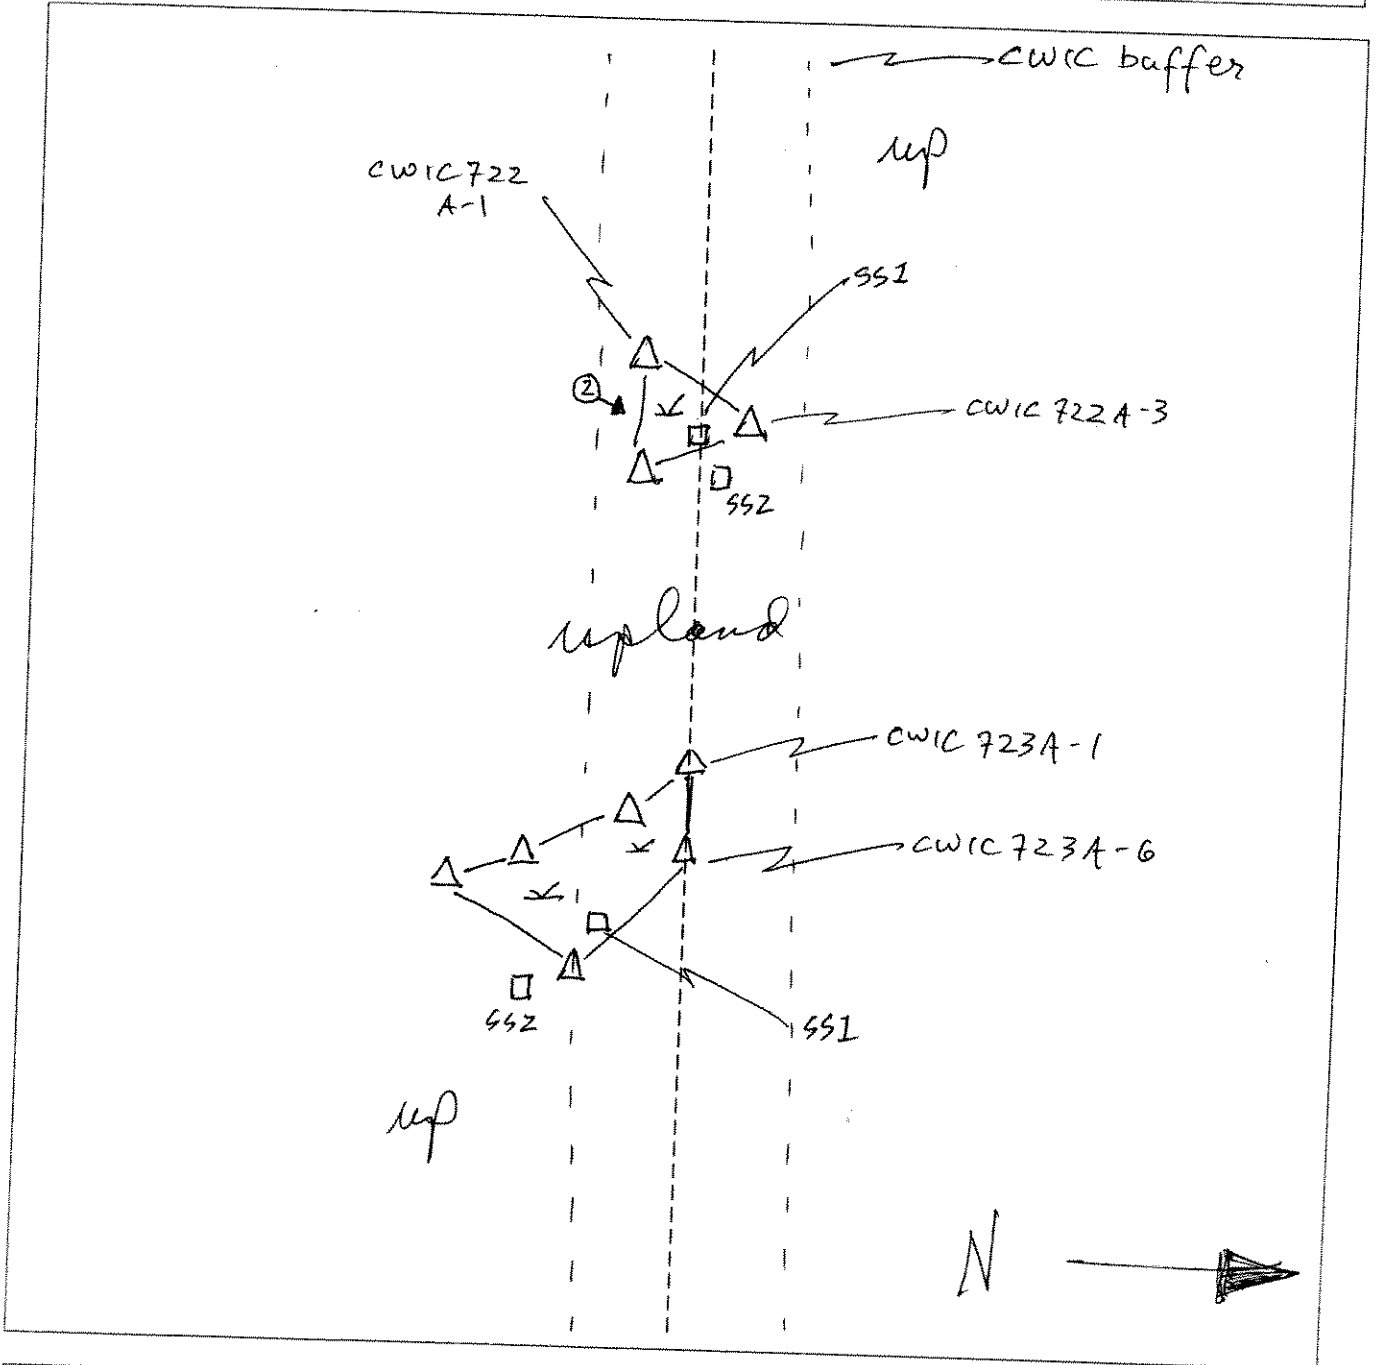 CWIC buffer
up
CWIC 722
A-1
SS1
②
CWIC 722A-3
SS2
upland
CWIC 723A-1
CWIC 723A-6
SS2
SS1
up
N